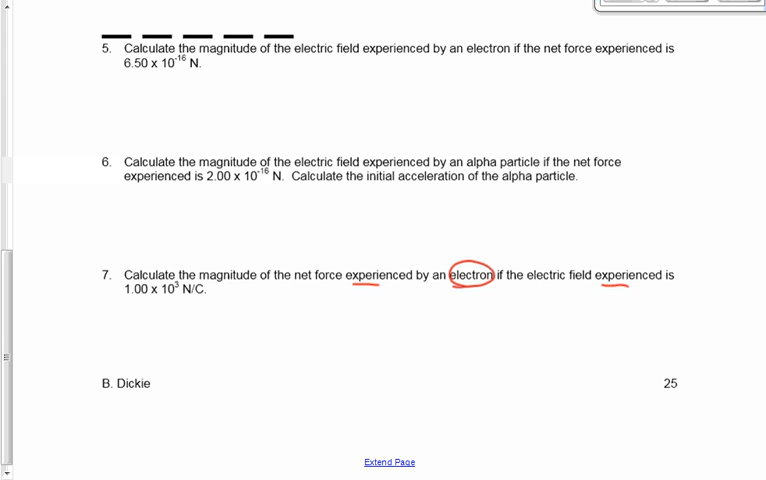 5. Calculate the magnitude of the electric field experienced by an electron if the net force experienced is
6.50 x 10⁻¹⁶ N.
6. Calculate the magnitude of the electric field experienced by an alpha particle if the net force
experienced is 2.00 x 10⁻¹⁶ N. Calculate the initial acceleration of the alpha particle.
7. Calculate the magnitude of the net force experienced by an electron if the electric field experienced is
1.00 x 10³ N/C.
B. Dickie 25
Extend Page